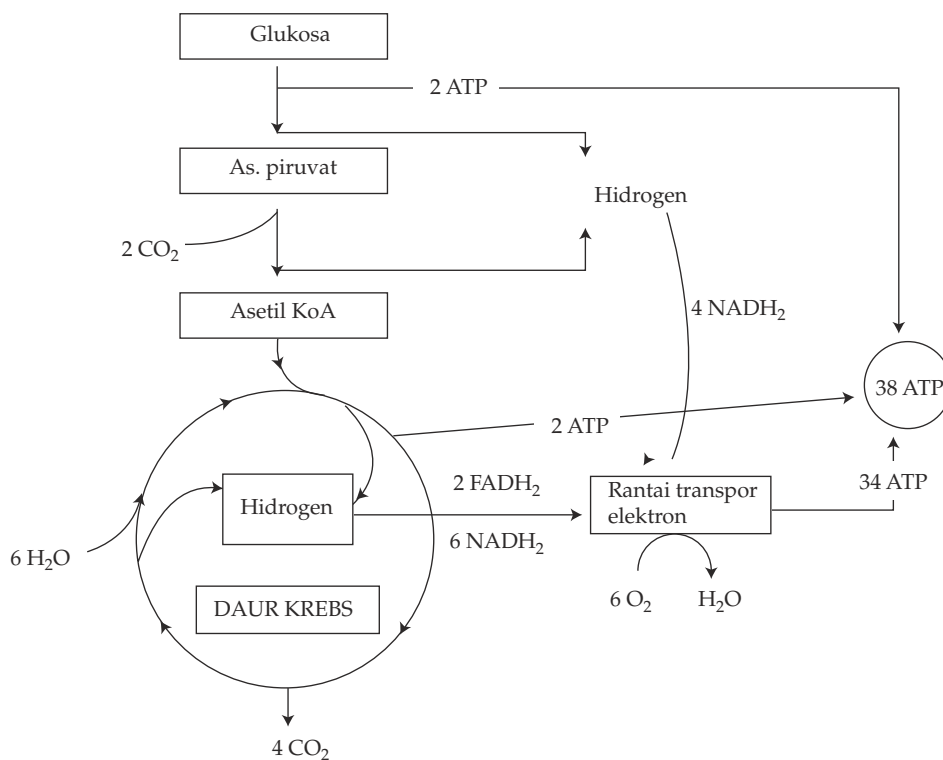 Glukosa
2 ATP
As. piruvat
Hidrogen
2 CO₂
Asetil KoA
4 NADH₂
38 ATP
2 ATP
2 FADH₂
34 ATP
Hidrogen
Rantai transpor
elektron
6 NADH₂
6 H₂O
DAUR KREBS
6 O₂
H₂O
4 CO₂